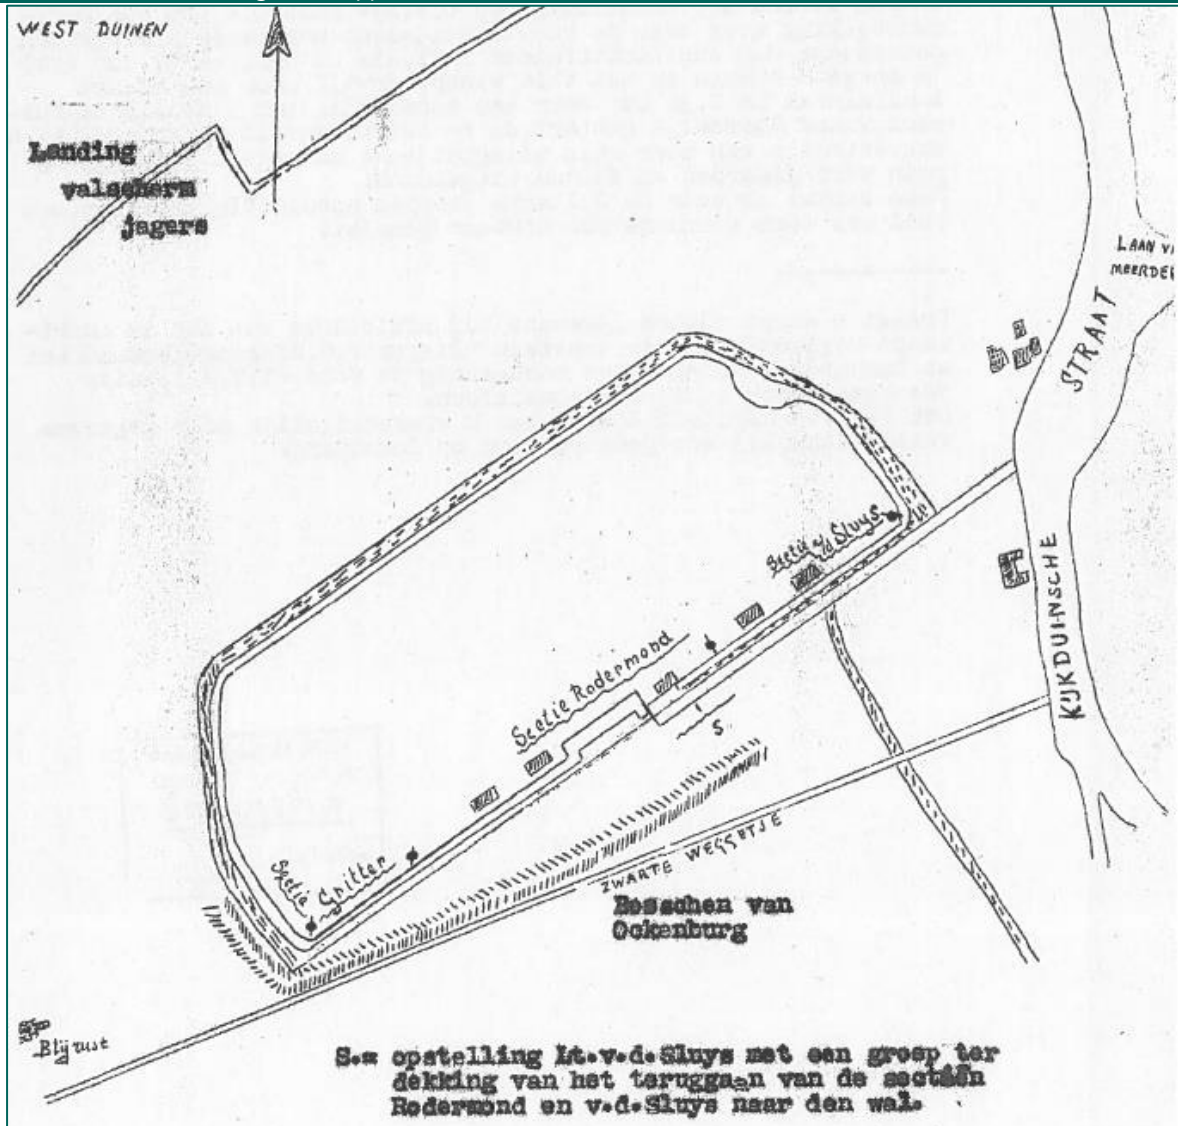 WEST DUINEN
Landing
valscherm
jagers
LAAN V
MEERDE
STRAAT
Sectie v/d Sluys
KIJKDUINSCHE
Sectie Rodermond
S
Sectie Spitter
ZWARTE WEGGETJE
Bosschen van
Ockenburg
Blijrust
S.= opstelling Lt.v.d.Sluys met een groep ter
dekking van het teruggaan van de sectiën
Rodermond en v.d.Sluys naar den wal.